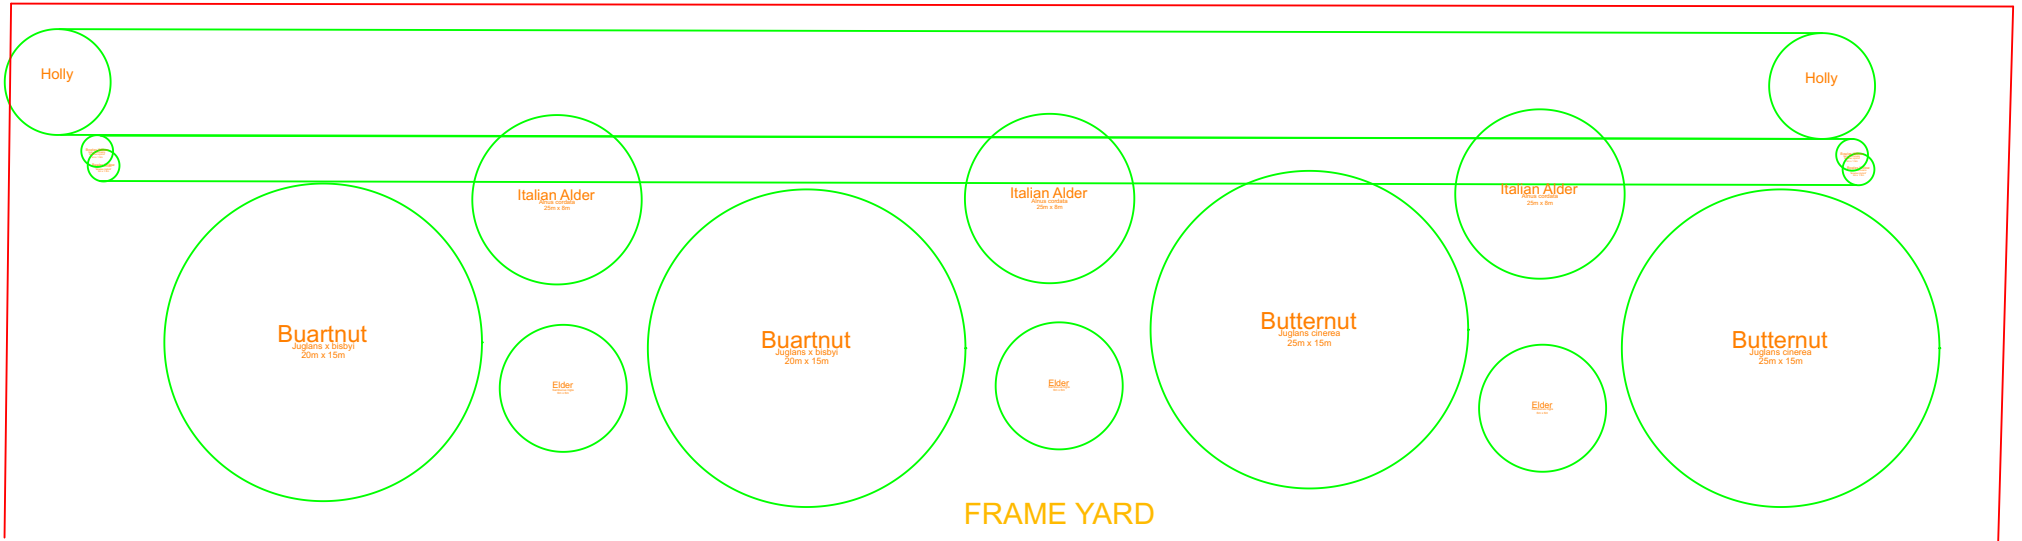 Holly
Holly
Italian Alder
Alnus cordata
25m x 8m
Italian Alder
Alnus cordata
25m x 8m
Italian Alder
Alnus cordata
25m x 8m
Buartnut
Juglans x bisbyi
20m x 15m
Buartnut
Juglans x bisbyi
20m x 15m
Butternut
Juglans cinerea
25m x 15m
Butternut
Juglans cinerea
25m x 15m
Elder
Elder
Elder
FRAME YARD